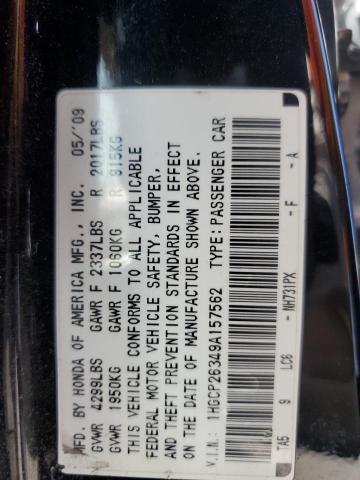 MFD. BY HONDA OF AMERICA MFG., INC. 05/'09
GVWR 4299LBS GAWR F 2337LBS R 2017LBS
GVWR 1950KG GAWR F 1060KG R 915KG
THIS VEHICLE CONFORMS TO ALL APPLICABLE
FEDERAL MOTOR VEHICLE SAFETY, BUMPER,
AND THEFT PREVENTION STANDARDS IN EFFECT
ON THE DATE OF MANUFACTURE SHOWN ABOVE.
V.I.N.: 1HGCP26349A157562 TYPE:PASSENGER CAR
TA5 9 LC6 -NH731PX -F -A